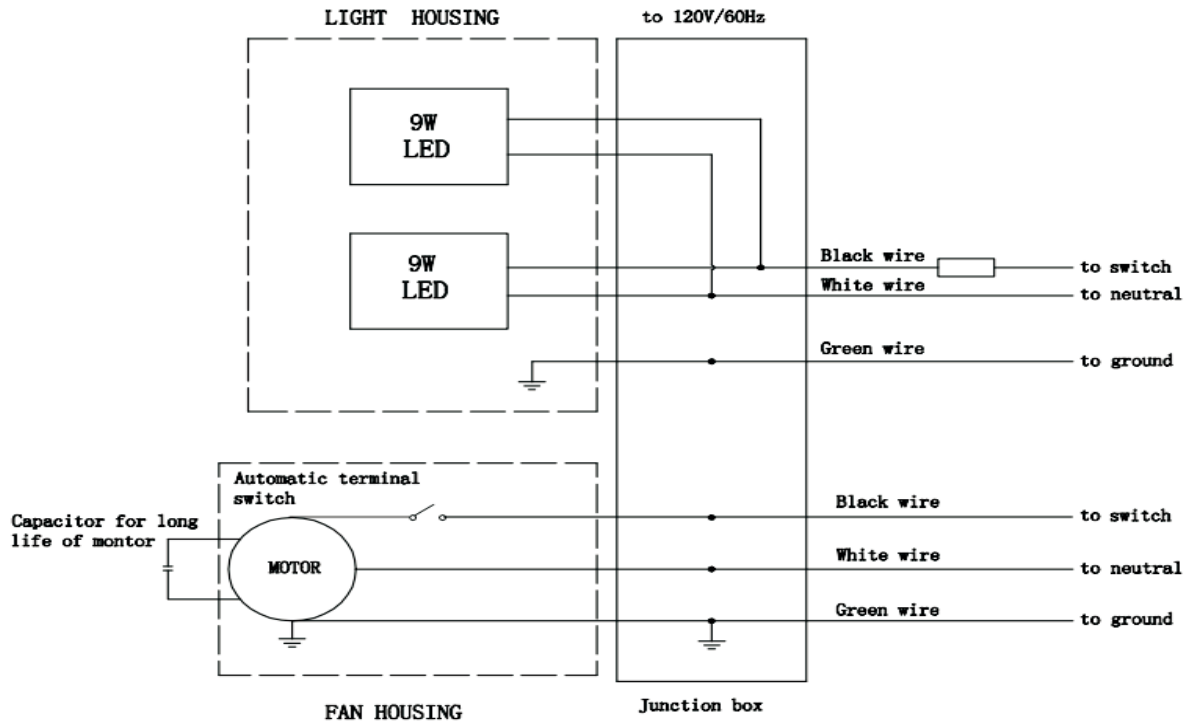 LIGHT HOUSING
to 120V/60Hz
9W
LED
9W
LED
Black wire
to switch
White wire
to neutral
Green wire
to ground
Automatic terminal
switch
Capacitor for long
life of montor
MOTOR
Black wire
to switch
White wire
to neutral
Green wire
to ground
FAN HOUSING
Junction box